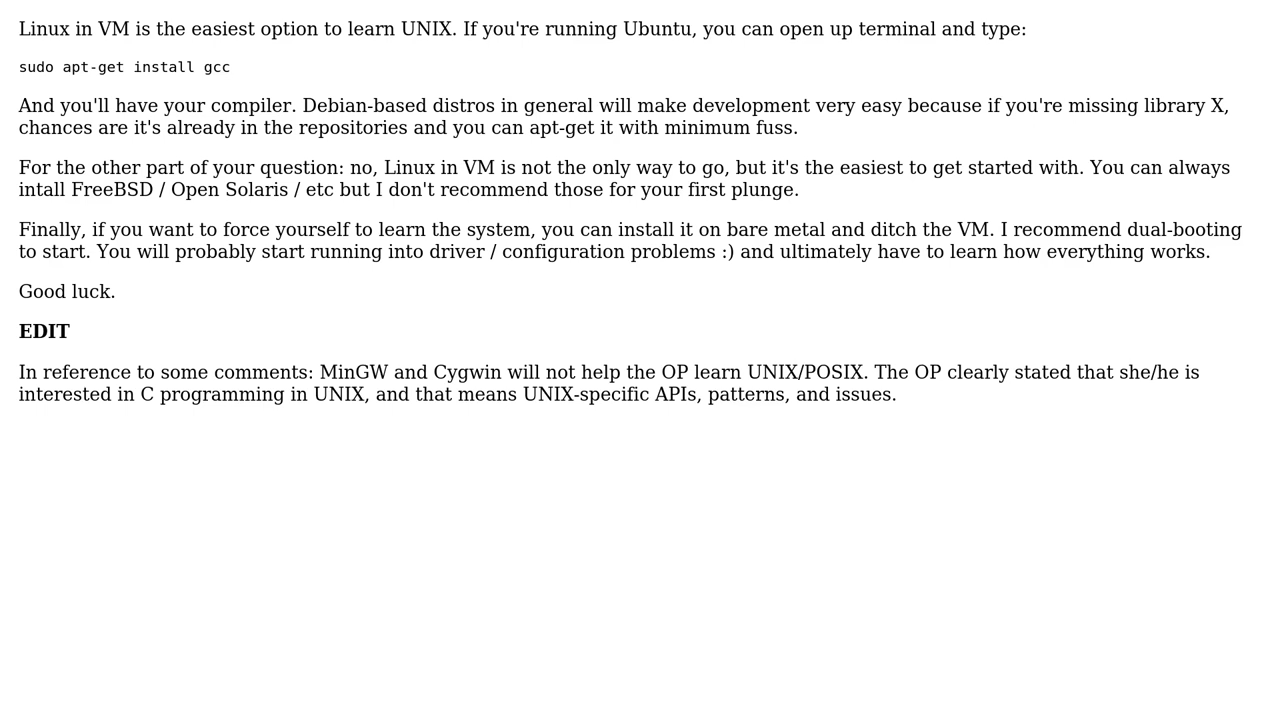 Linux in VM is the easiest option to learn UNIX. If you're running Ubuntu, you can open up terminal and type:
sudo apt-get install gcc
And you'll have your compiler. Debian-based distros in general will make development very easy because if you're missing library X,
chances are it's already in the repositories and you can apt-get it with minimum fuss.
For the other part of your question: no, Linux in VM is not the only way to go, but it's the easiest to get started with. You can always
intall FreeBSD / Open Solaris / etc but I don't recommend those for your first plunge.
Finally, if you want to force yourself to learn the system, you can install it on bare metal and ditch the VM. I recommend dual-booting
to start. You will probably start running into driver / configuration problems :) and ultimately have to learn how everything works.
Good luck.
EDIT
In reference to some comments: MinGW and Cygwin will not help the OP learn UNIX/POSIX. The OP clearly stated that she/he is
interested in C programming in UNIX, and that means UNIX-specific APIs, patterns, and issues.